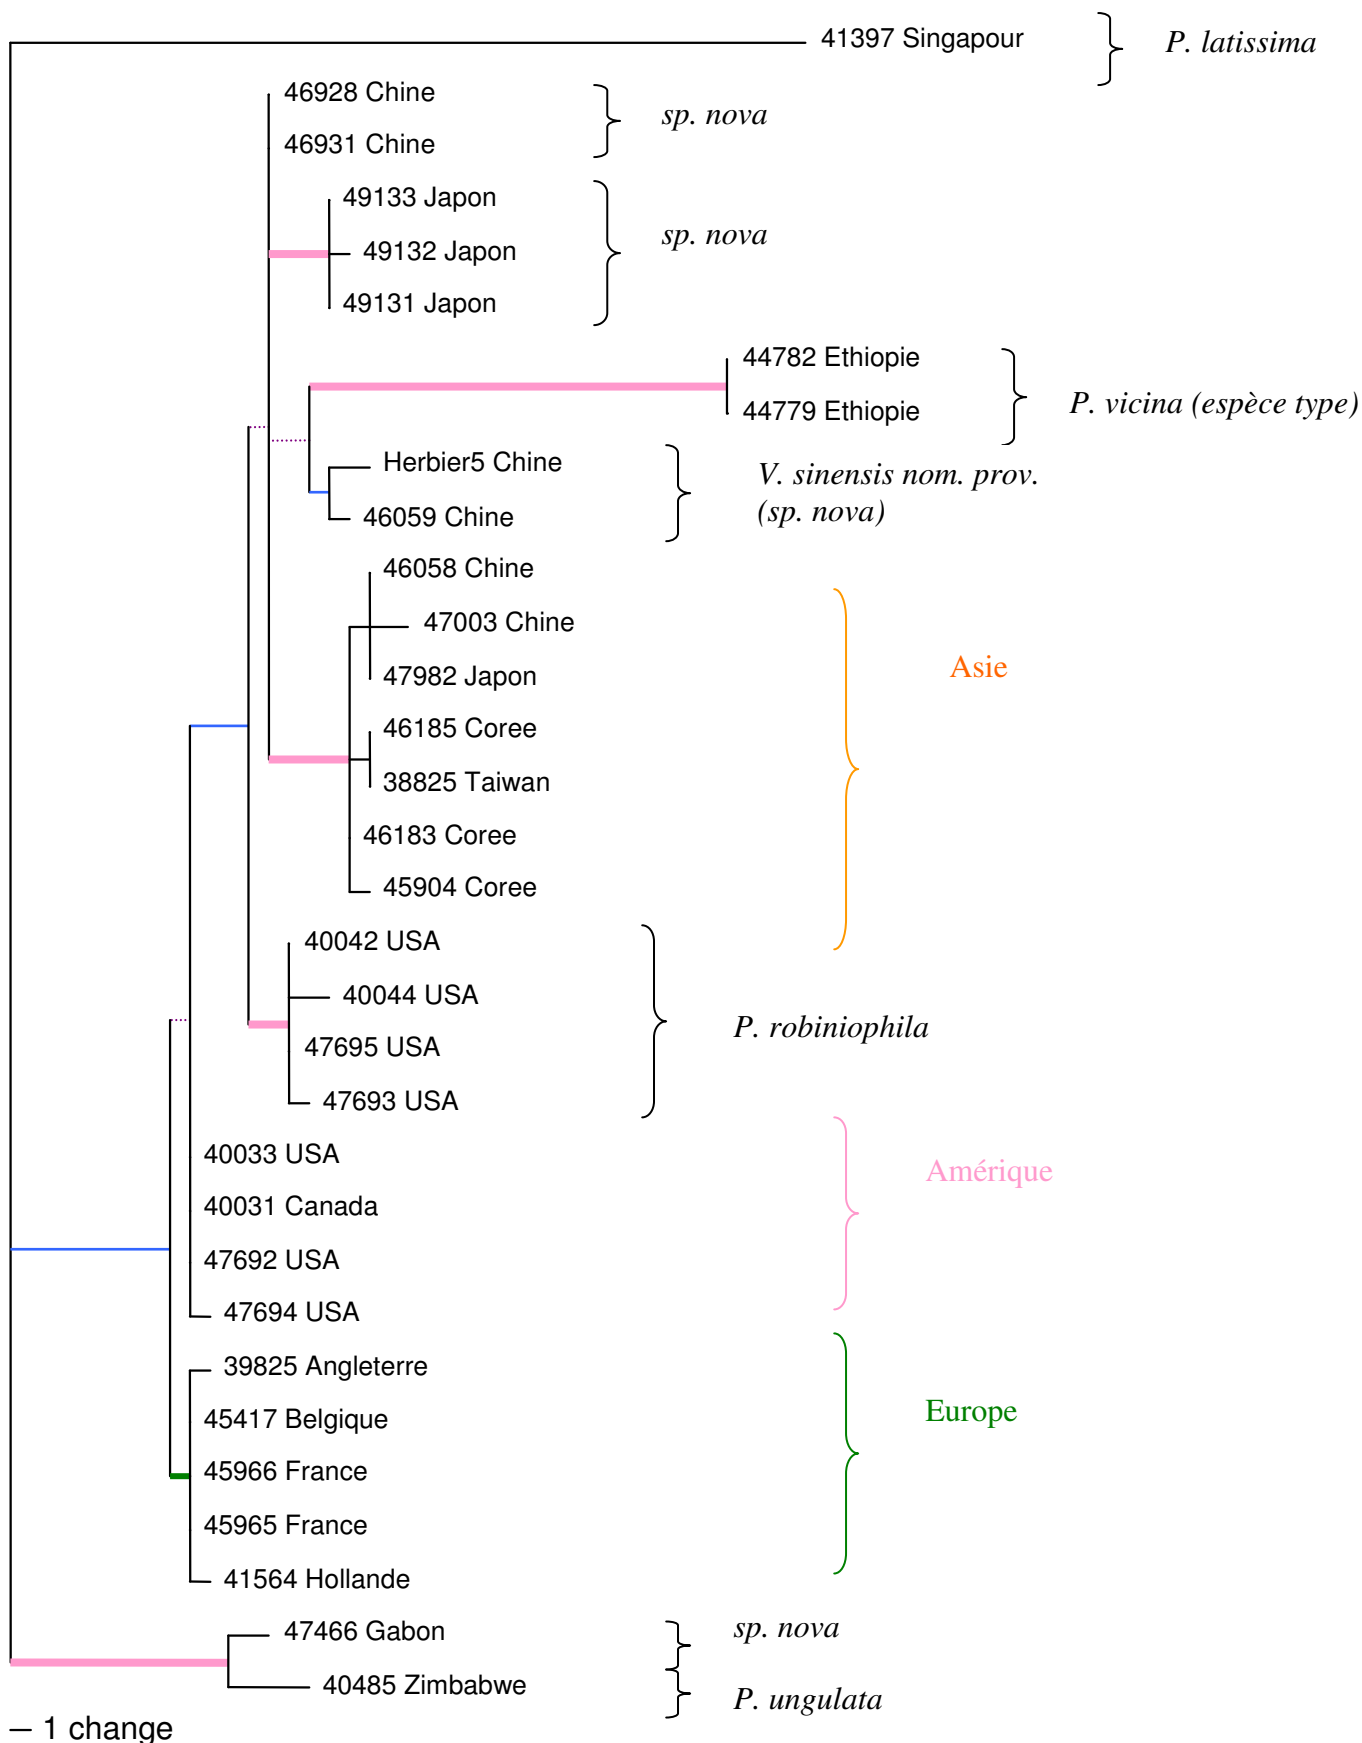 41397 Singapour
P. latissima
46928 Chine
sp. nova
46931 Chine
49133 Japon
sp. nova
49132 Japon
49131 Japon
44782 Ethiopie
P. vicina (espèce type)
44779 Ethiopie
Herbier5 Chine
V. sinensis nom. prov.
(sp. nova)
46059 Chine
46058 Chine
47003 Chine
Asie
47982 Japon
46185 Coree
38825 Taiwan
46183 Coree
45904 Coree
40042 USA
40044 USA
P. robiniophila
47695 USA
47693 USA
40033 USA
Amérique
40031 Canada
47692 USA
47694 USA
39825 Angleterre
Europe
45417 Belgique
45966 France
45965 France
41564 Hollande
47466 Gabon
sp. nova
40485 Zimbabwe
P. ungulata
1 change